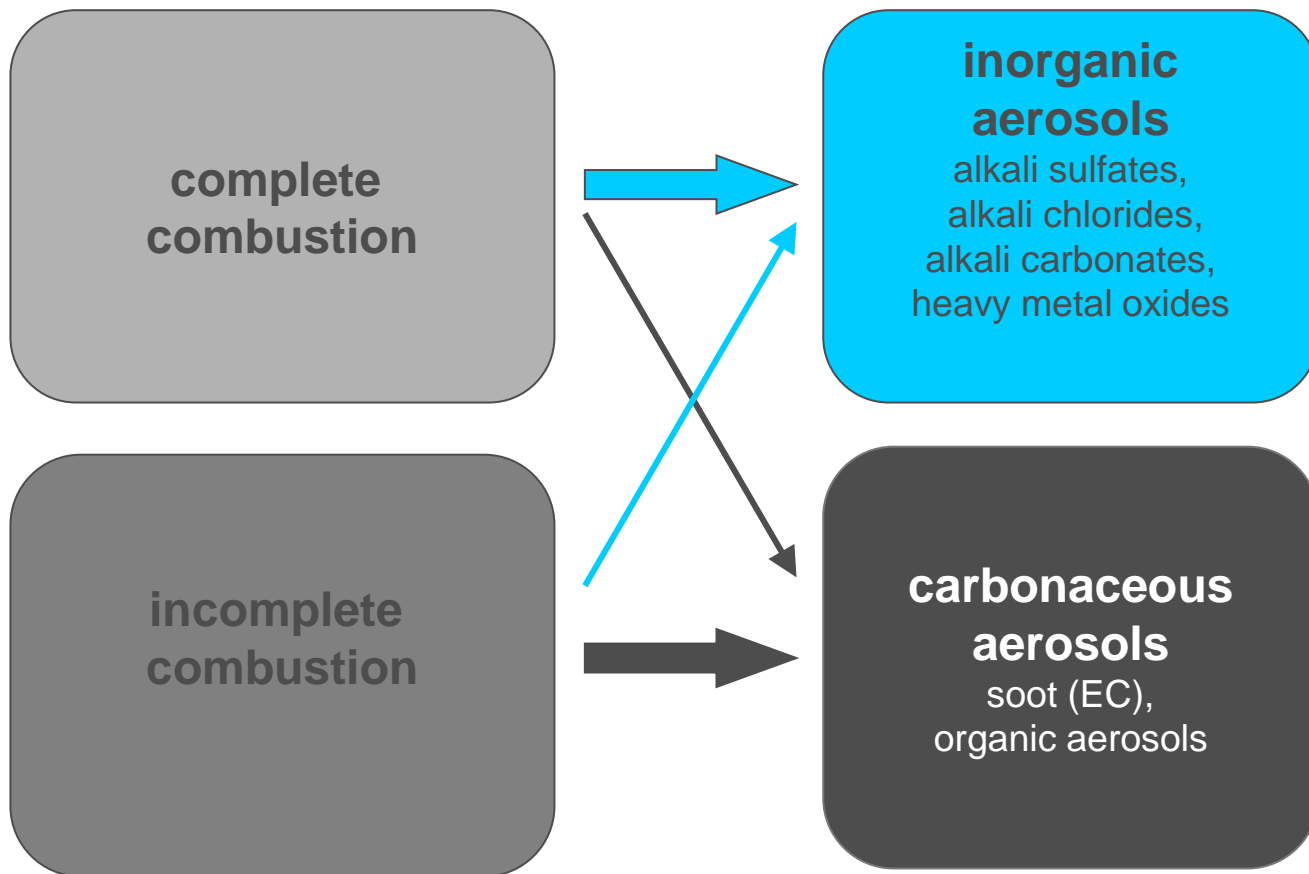 complete
combustion
inorganic
aerosols
alkali sulfates,
alkali chlorides,
alkali carbonates,
heavy metal oxides
incomplete
combustion
carbonaceous
aerosols
soot (EC),
organic aerosols